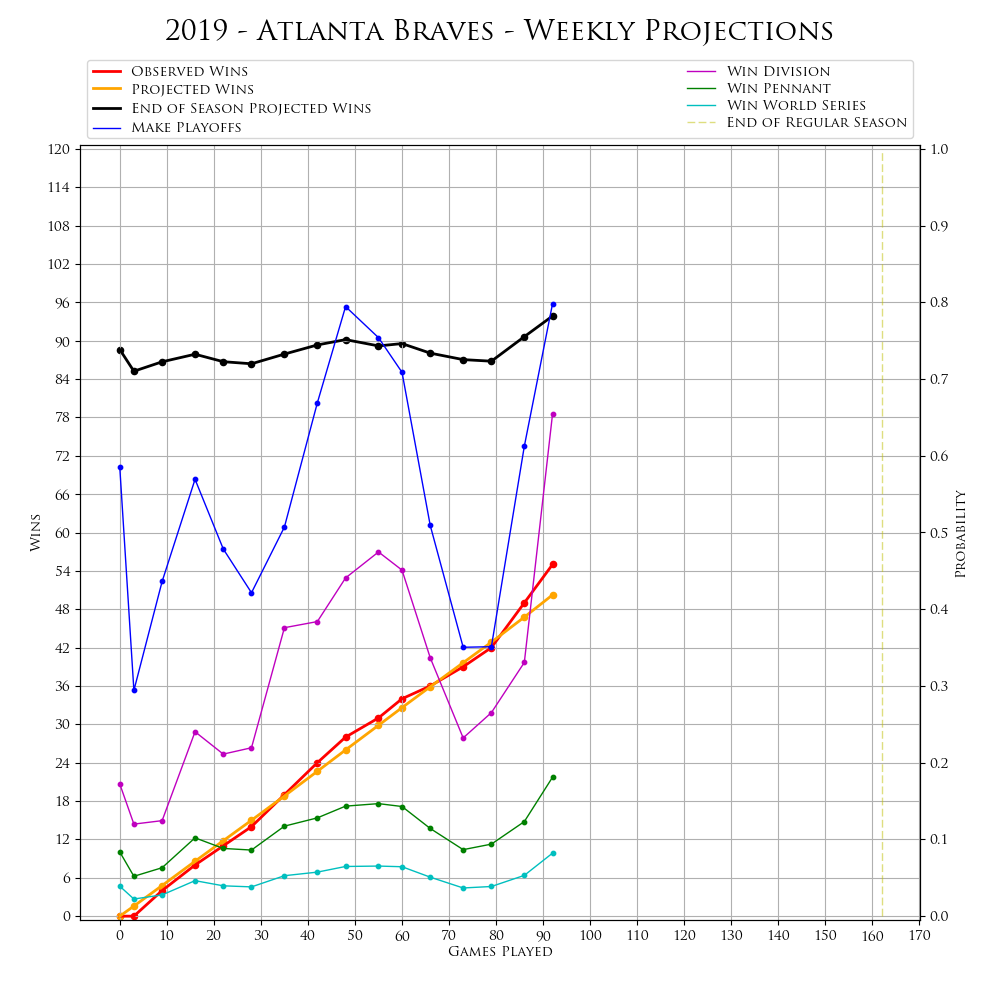 2019 - Atlanta Braves - Weekly Projections
Observed Wins
Projected Wins
End of Season Projected Wins
Make Playoffs
Win Division
Win Pennant
Win World Series
End of Regular Season
120
114
108
102
96
90
84
78
72
66
60
54
48
42
36
30
24
18
12
6
0
Wins
1.0
0.9
0.8
0.7
0.6
0.5
0.4
0.3
0.2
0.1
0.0
Probability
0 10 20 30 40 50 60 70 80 90 100 110 120 130 140 150 160 170
Games Played